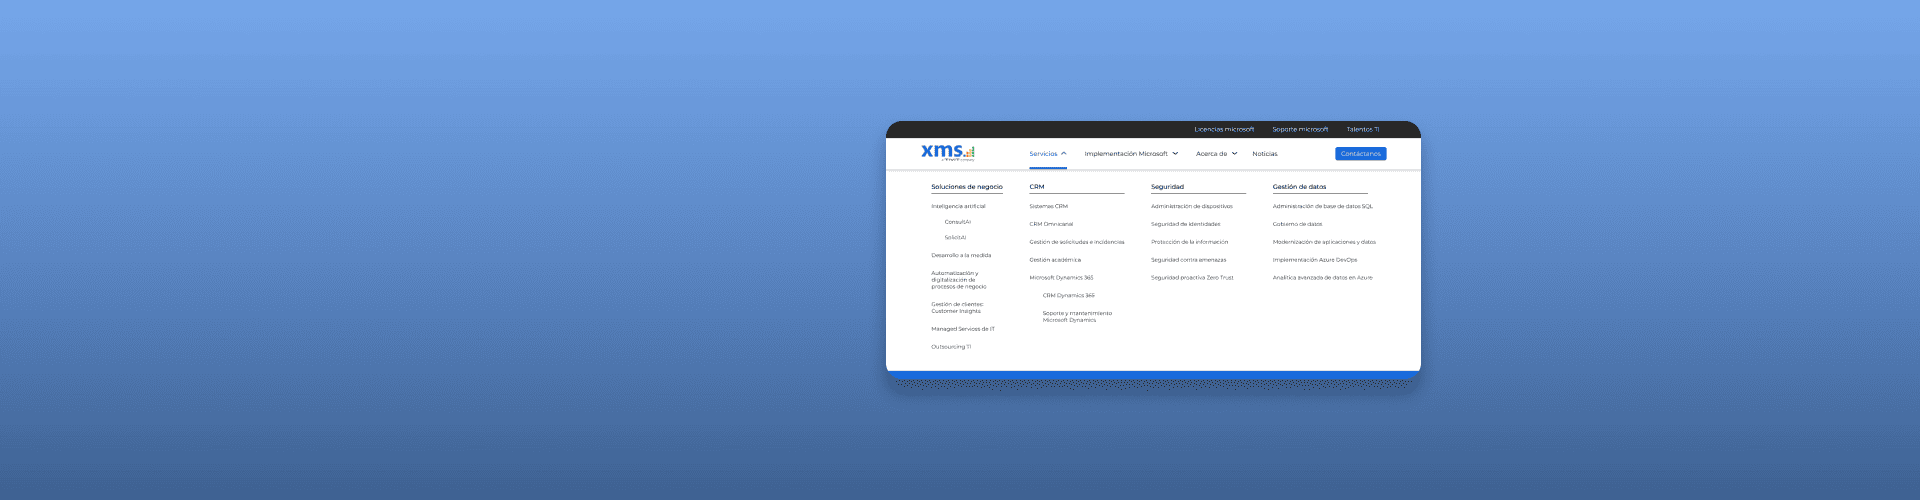 Licencias microsoft Soporte microsoft Talentos TI
xms
Servicios Implementación Microsoft Acerca de Noticias Contáctanos
Soluciones de negocio
Inteligencia artificial
ConsultAI
SolicitAI
Desarrollo a la medida
Automatización y
digitalización de
procesos de negocio
Gestión de clientes:
Customer Insights
Managed Services de IT
Outsourcing TI
CRM
Sistemas CRM
CRM Omnicanal
Gestión de solicitudes e incidencias
Gestión académica
Microsoft Dynamics 365
CRM Dynamics 365
Soporte y mantenimiento
Microsoft Dynamics
Seguridad
Administración de dispositivos
Seguridad de identidades
Protección de la información
Seguridad contra amenazas
Seguridad proactiva Zero Trust
Gestión de datos
Administración de base de datos SQL
Gobierno de datos
Modernización de aplicaciones y datos
Implementación Azure DevOps
Analítica avanzada de datos en Azure